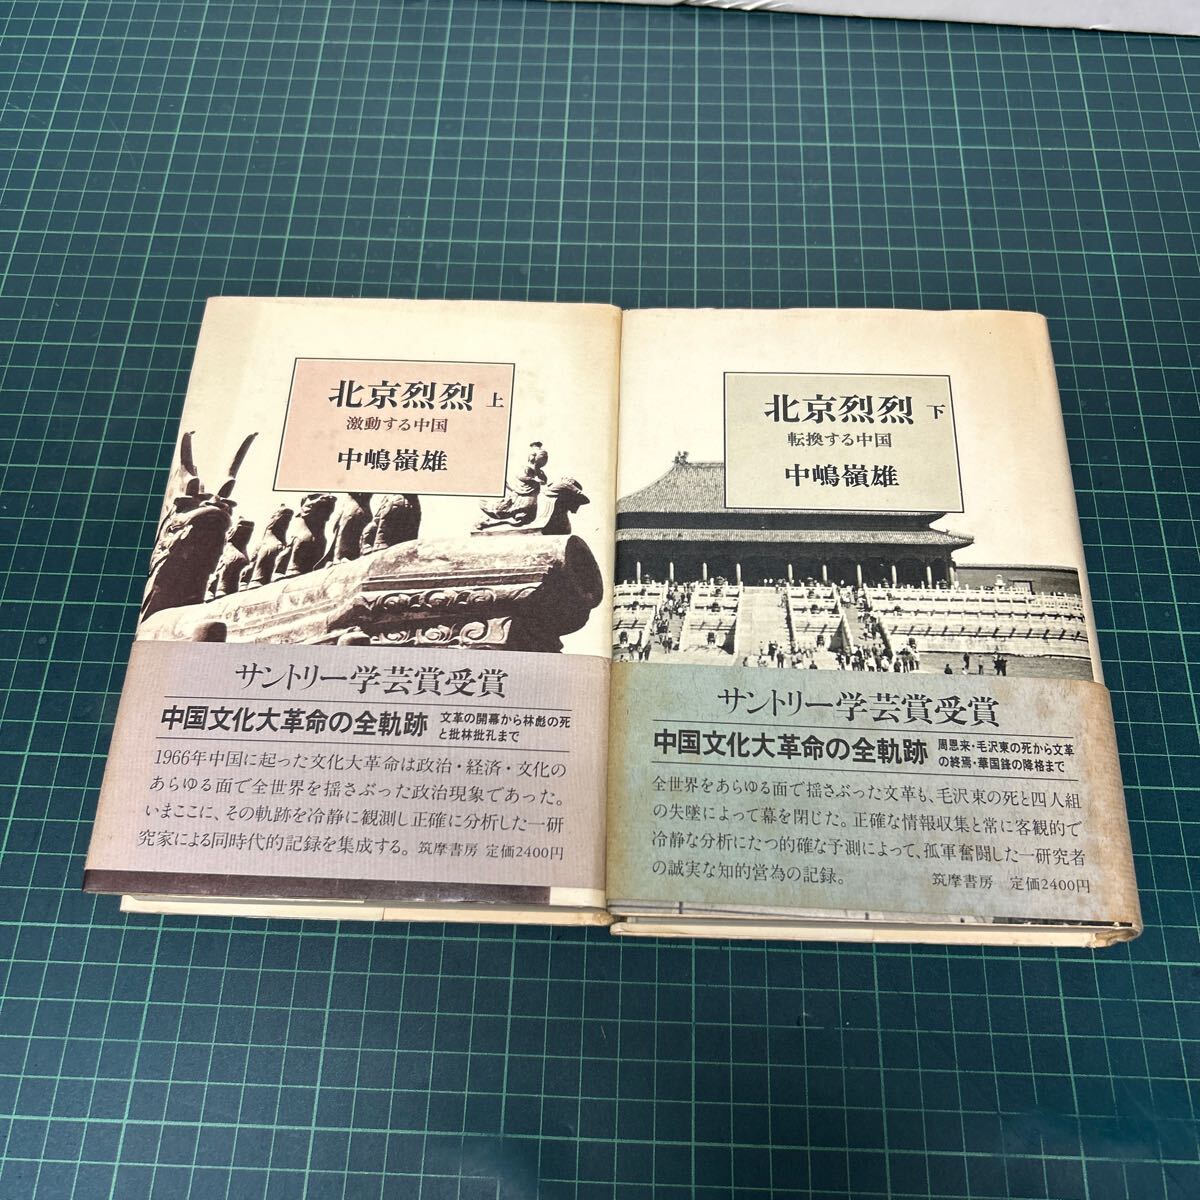 北京烈烈 上
激動する中国
中嶋嶺雄
サントリー学芸賞受賞
中国文化大革命の全軌跡
文革の開幕から林彪の死
と批林批孔まで
1966年中国に起った文化大革命は政治・経済・文化の
あらゆる面で全世界を揺さぶった政治現象であった。
いまここに、その軌跡を冷静に観測し正確に分析した一研
究家による同時代的記録を集成する。 筑摩書房 定価2400円
北京烈烈 下
転換する中国
中嶋嶺雄
サントリー学芸賞受賞
中国文化大革命の全軌跡
周恩来・毛沢東の死から文革
の終焉・華国鋒の降格まで
全世界をあらゆる面で揺さぶった文革も、毛沢東の死と四人組
の失墜によって幕を閉じた。正確な情報収集と常に客観的で
冷静な分析にたつ的確な予測によって、孤軍奮闘した一研究者
の誠実な知的営為の記録。 筑摩書房 定価2400円